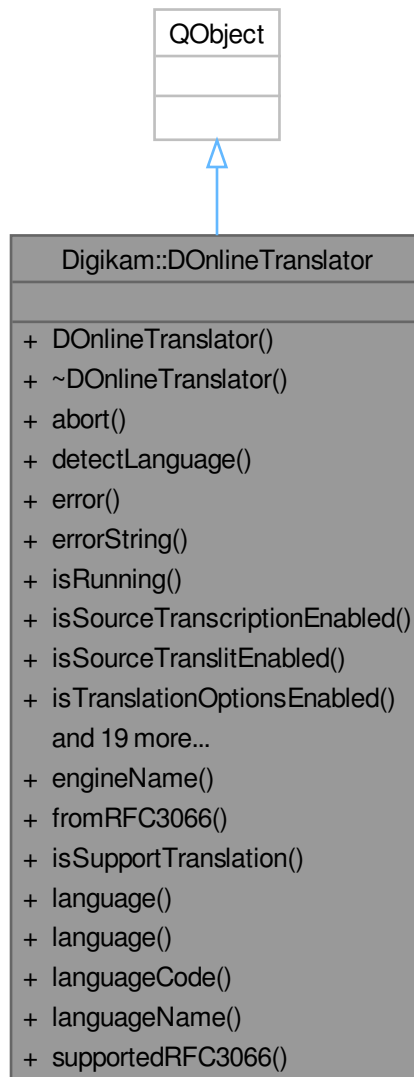 QObject
Digikam::DOnlineTranslator
+ DOnlineTranslator()
+ ~DOnlineTranslator()
+ abort()
+ detectLanguage()
+ error()
+ errorString()
+ isRunning()
+ isSourceTranscriptionEnabled()
+ isSourceTranslitEnabled()
+ isTranslationOptionsEnabled()
and 19 more...
+ engineName()
+ fromRFC3066()
+ isSupportTranslation()
+ language()
+ language()
+ languageCode()
+ languageName()
+ supportedRFC3066()